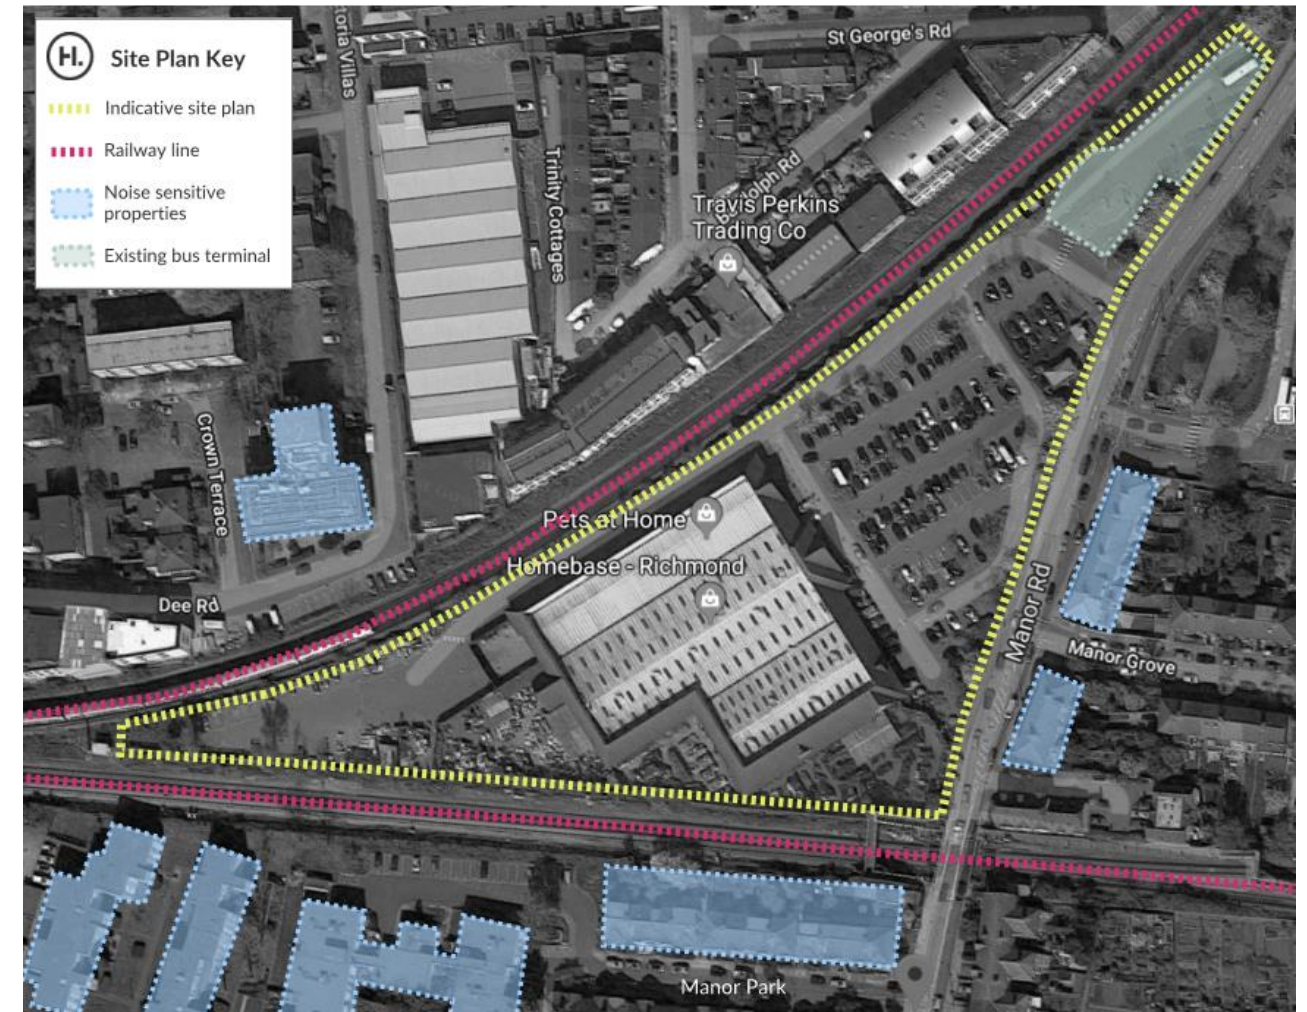 H.
Site Plan Key
Indicative site plan
Railway line
Noise sensitive
properties
Existing bus terminal
toria Villas
St George's Rd
Trinity Cottages
Travis Perkins
Trading Co
Crown Terrace
Pets at Home
Homebase - Richmond
Dee Rd
Manor Rd
Manor Grove
Manor Park